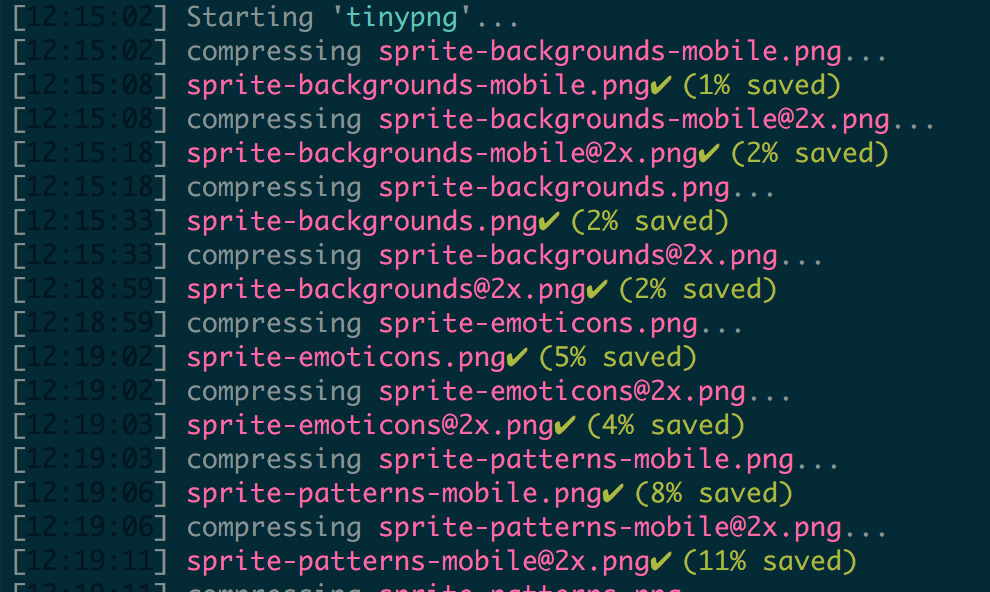 [12:15:02] Starting 'tinypng'...
[12:15:02] compressing sprite-backgrounds-mobile.png...
[12:15:08] sprite-backgrounds-mobile.png✔ (1% saved)
[12:15:08] compressing sprite-backgrounds-mobile@2x.png...
[12:15:18] sprite-backgrounds-mobile@2x.png✔ (2% saved)
[12:15:18] compressing sprite-backgrounds.png...
[12:15:33] sprite-backgrounds.png✔ (2% saved)
[12:15:33] compressing sprite-backgrounds@2x.png...
[12:18:59] sprite-backgrounds@2x.png✔ (2% saved)
[12:18:59] compressing sprite-emoticons.png...
[12:19:02] sprite-emoticons.png✔ (5% saved)
[12:19:02] compressing sprite-emoticons@2x.png...
[12:19:03] sprite-emoticons@2x.png✔ (4% saved)
[12:19:03] compressing sprite-patterns-mobile.png...
[12:19:06] sprite-patterns-mobile.png✔ (8% saved)
[12:19:06] compressing sprite-patterns-mobile@2x.png...
[12:19:11] sprite-patterns-mobile@2x.png✔ (11% saved)
[12:19:11] compressing sprite-patterns.png...